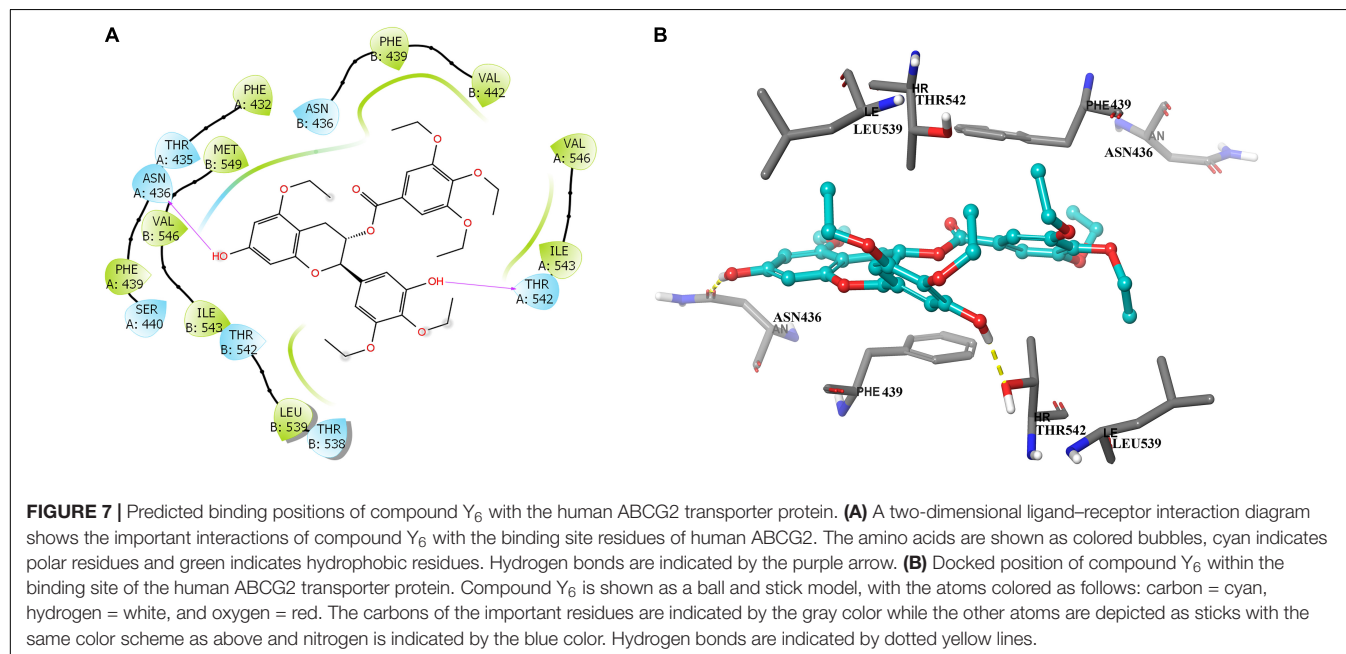 A
B
PHE
B: 439
VAL
B: 442
PHE
A: 432
ASN
B: 436
THR
A: 435
MET
B: 549
ASN
A: 436
VAL
B: 546
PHE
A: 439
SER
A: 440
ILE
B: 543
THR
B: 542
LEU
B: 539
THR
B: 538
VAL
A: 546
ILE
A: 543
THR
A: 542
O
O
O
O
O
O
HO
O
OH
O
O
HR
THR542
LE
LEU539
PHE 439
AN
ASN436
ASN436
AN
PHE 439
HR
THR542
LE
LEU539
FIGURE 7 | Predicted binding positions of compound Y6 with the human ABCG2 transporter protein. (A) A two-dimensional ligand–receptor interaction diagram
shows the important interactions of compound Y6 with the binding site residues of human ABCG2. The amino acids are shown as colored bubbles, cyan indicates
polar residues and green indicates hydrophobic residues. Hydrogen bonds are indicated by the purple arrow. (B) Docked position of compound Y6 within the
binding site of the human ABCG2 transporter protein. Compound Y6 is shown as a ball and stick model, with the atoms colored as follows: carbon = cyan,
hydrogen = white, and oxygen = red. The carbons of the important residues are indicated by the gray color while the other atoms are depicted as sticks with the
same color scheme as above and nitrogen is indicated by the blue color. Hydrogen bonds are indicated by dotted yellow lines.